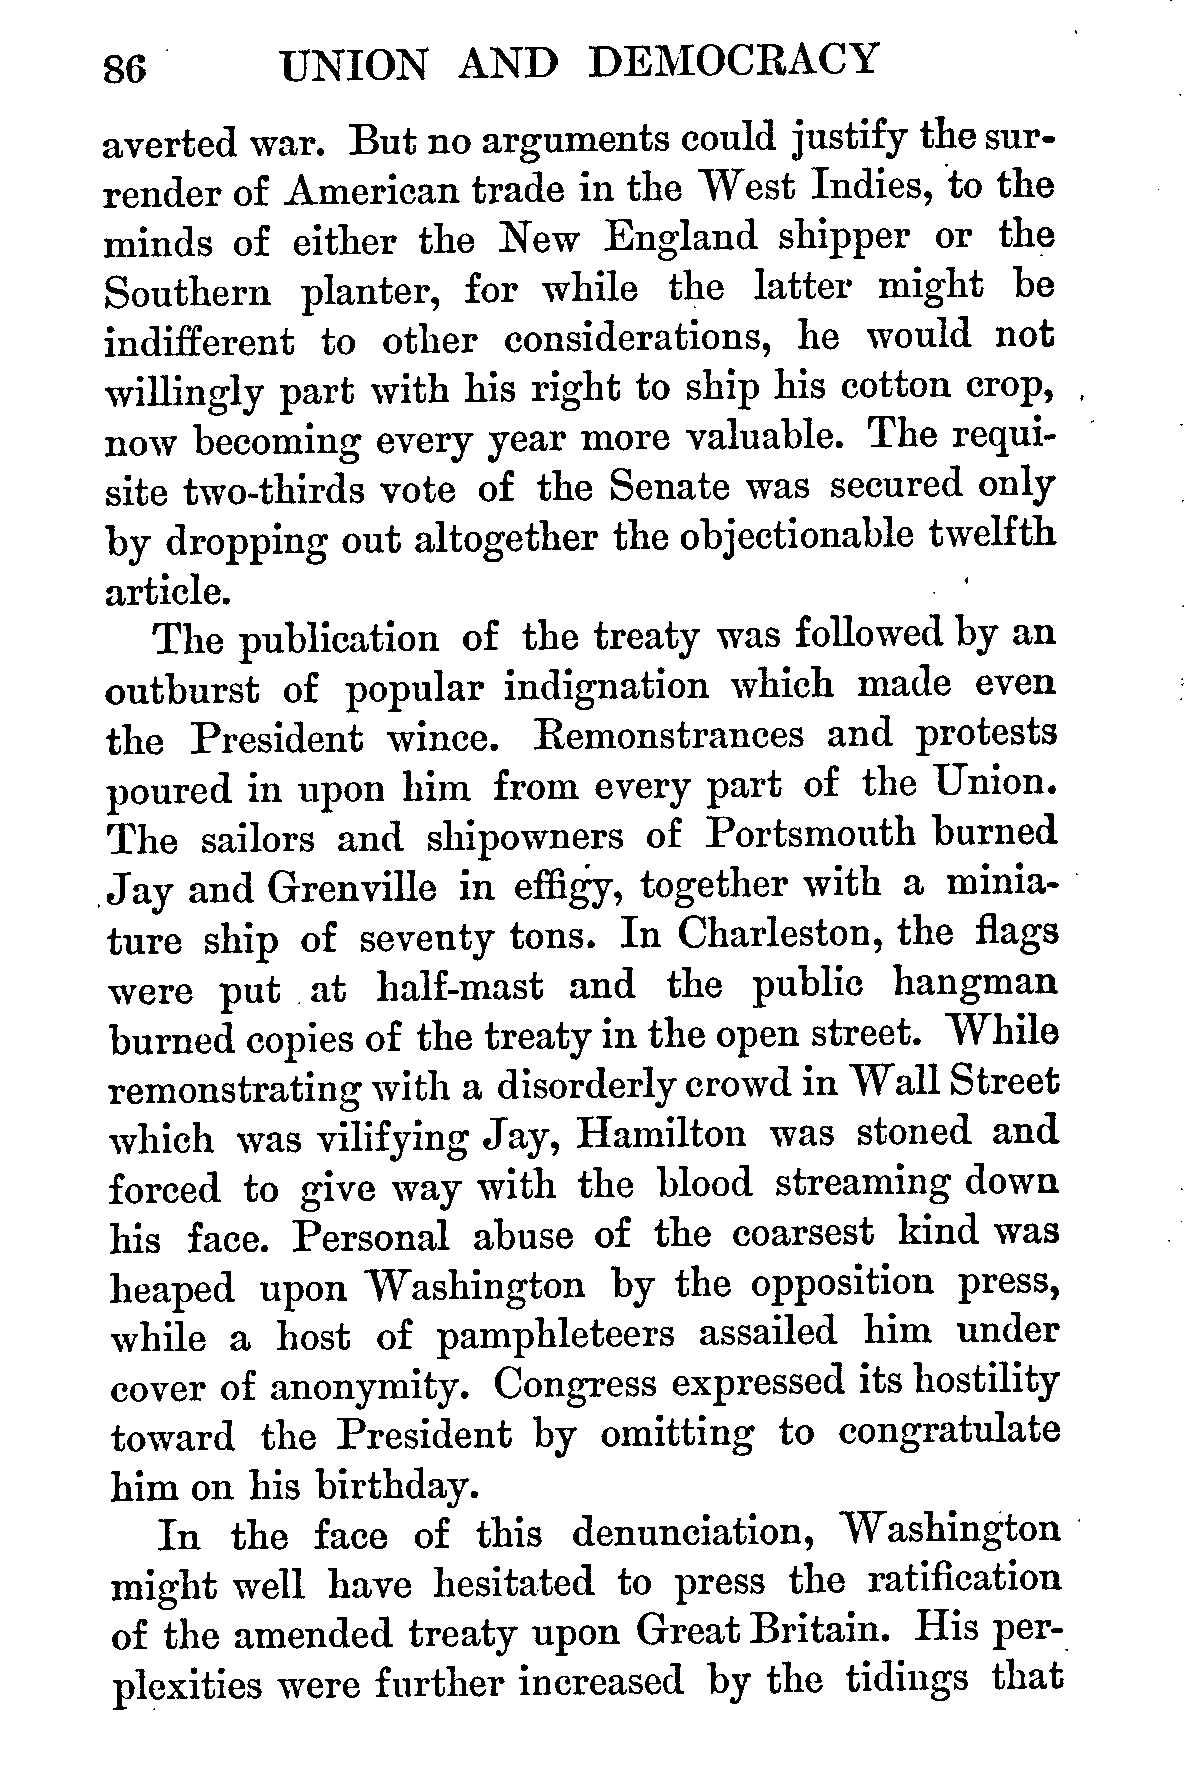 86 UNION AND DEMOCRACY
averted war. But no arguments could justify the sur-
render of American trade in the West Indies, to the
minds of either the New England shipper or the
Southern planter, for while the latter might be
indifferent to other considerations, he would not
willingly part with his right to ship his cotton crop,
now becoming every year more valuable. The requi-
site two-thirds vote of the Senate was secured only
by dropping out altogether the objectionable twelfth
article.
The publication of the treaty was followed by an
outburst of popular indignation which made even
the President wince. Remonstrances and protests
poured in upon him from every part of the Union.
The sailors and shipowners of Portsmouth burned
Jay and Grenville in effigy, together with a minia-
ture ship of seventy tons. In Charleston, the flags
were put at half-mast and the public hangman
burned copies of the treaty in the open street. While
remonstrating with a disorderly crowd in Wall Street
which was vilifying Jay, Hamilton was stoned and
forced to give way with the blood streaming down
his face. Personal abuse of the coarsest kind was
heaped upon Washington by the opposition press,
while a host of pamphleteers assailed him under
cover of anonymity. Congress expressed its hostility
toward the President by omitting to congratulate
him on his birthday.
In the face of this denunciation, Washington
might well have hesitated to press the ratification
of the amended treaty upon Great Britain. His per-
plexities were further increased by the tidings that